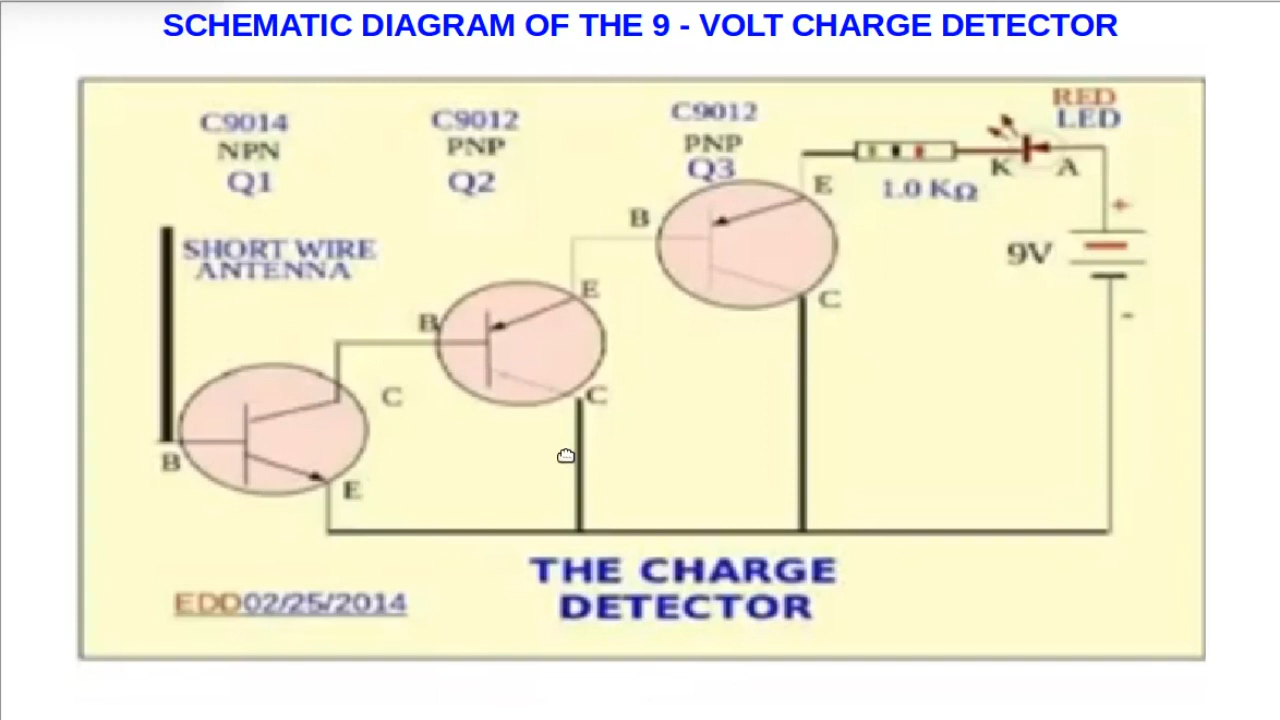 SCHEMATIC DIAGRAM OF THE 9 - VOLT CHARGE DETECTOR
C9014
NPN
Q1
C9012
PNP
Q2
C9012
PNP
Q3
RED
LED
E
K
A
1.0 KΩ
+
B
SHORT WIRE
ANTENNA
9V
E
C
B
-
C
C
B
E
THE CHARGE
DETECTOR
EDD02/25/2014